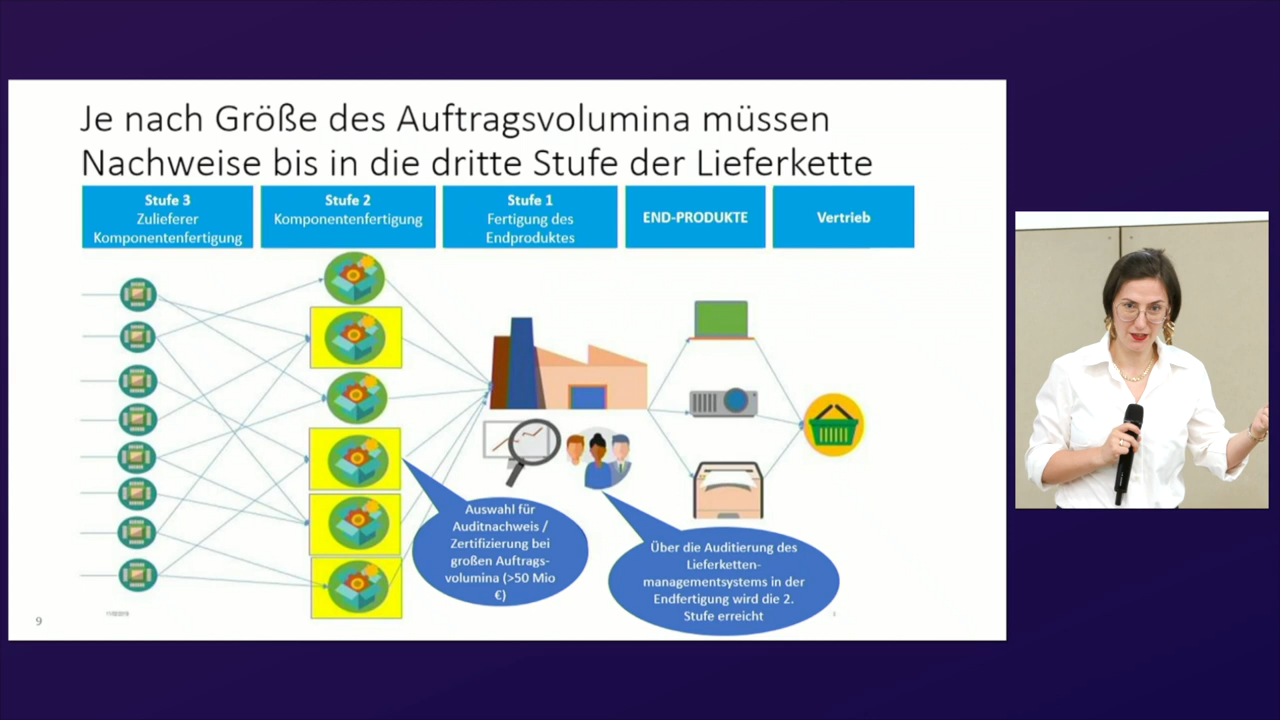 Je nach Größe des Auftragsvolumina müssen
Nachweise bis in die dritte Stufe der Lieferkette
Stufe 3
Zulieferer
Komponentenfertigung
Stufe 2
Komponentenfertigung
Stufe 1
Fertigung des
Endproduktes
END-PRODUKTE
Vertrieb
Auswahl für
Auditnachweis /
Zertifizierung bei
großen Auftrags-
volumina (>50 Mio
€)
Über die Auditierung des
Lieferketten-
managementsystems in der
Endfertigung wird die 2.
Stufe erreicht
9